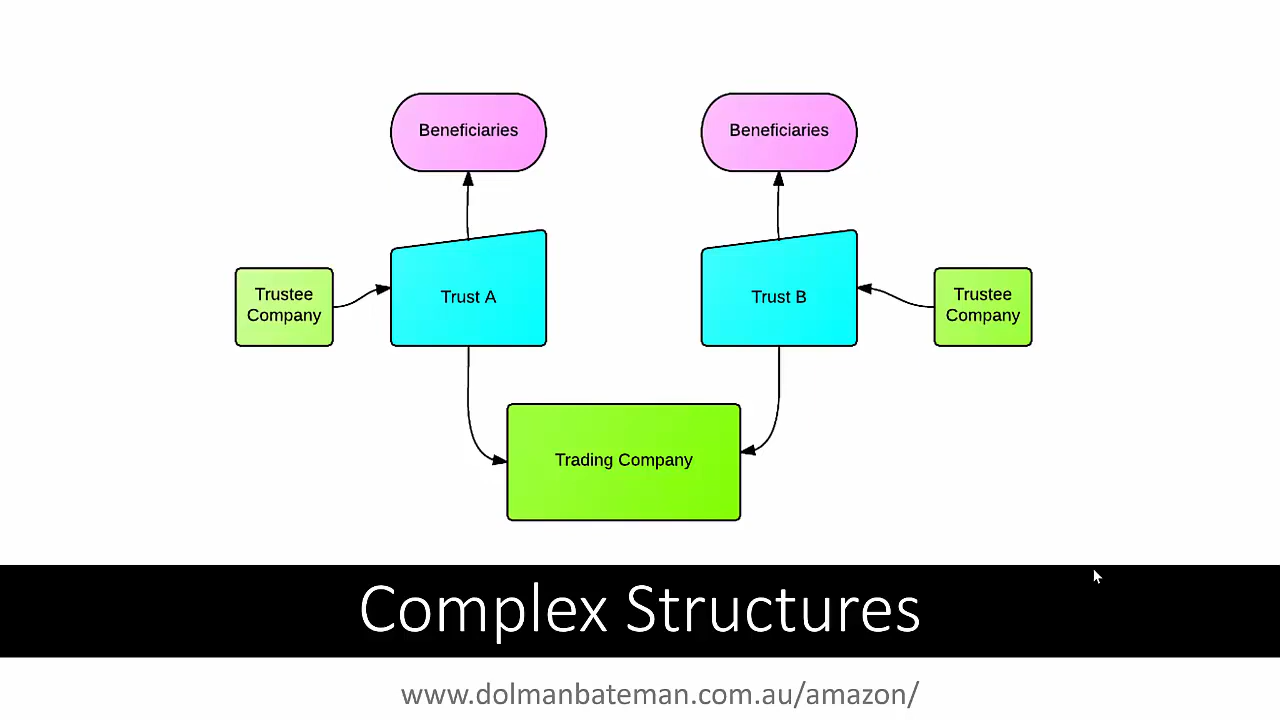 Beneficiaries
Beneficiaries
Trustee
Company
Trust A
Trust B
Trustee
Company
Trading Company
Complex Structures
www.dolmanbateman.com.au/amazon/